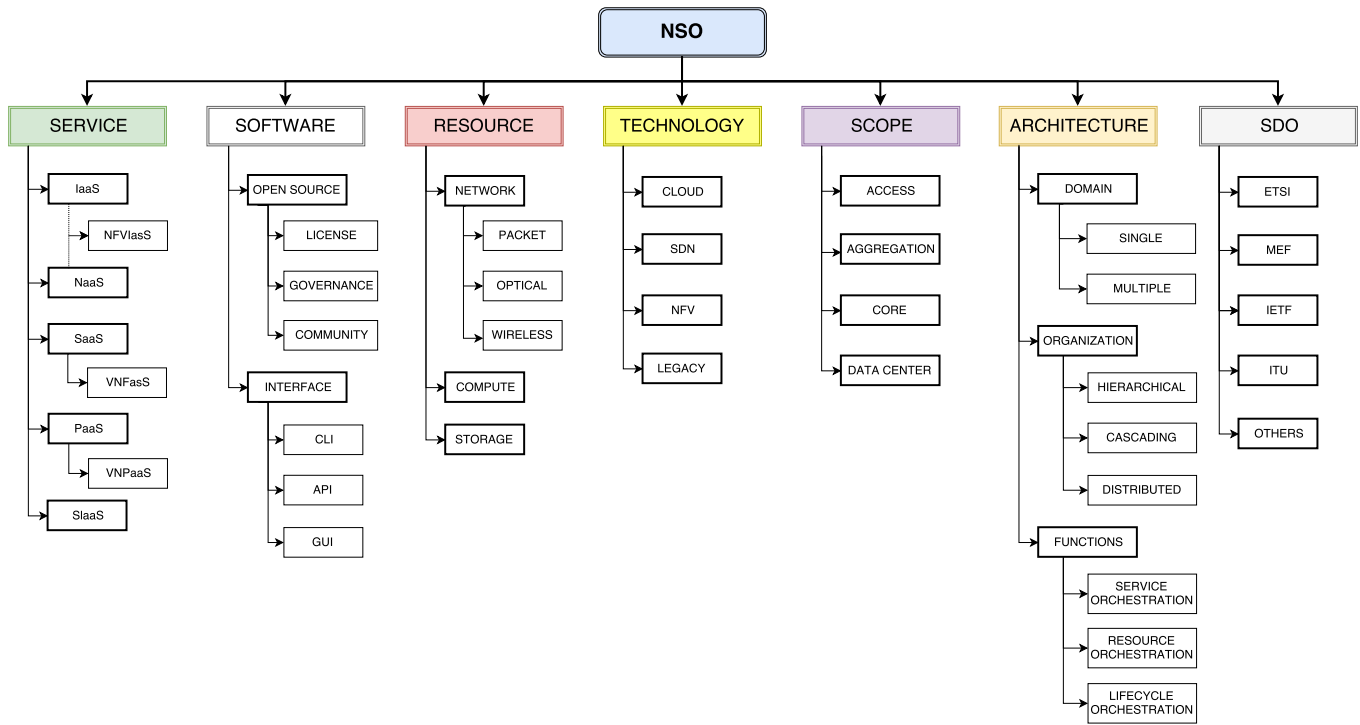 NSO
SERVICE
IaaS
NFVIasS
NaaS
SaaS
VNFasS
PaaS
VNPaaS
SlaaS
SOFTWARE
OPEN SOURCE
LICENSE
GOVERNANCE
COMMUNITY
INTERFACE
CLI
API
GUI
RESOURCE
NETWORK
PACKET
OPTICAL
WIRELESS
COMPUTE
STORAGE
TECHNOLOGY
CLOUD
SDN
NFV
LEGACY
SCOPE
ACCESS
AGGREGATION
CORE
DATA CENTER
ARCHITECTURE
DOMAIN
SINGLE
MULTIPLE
ORGANIZATION
HIERARCHICAL
CASCADING
DISTRIBUTED
FUNCTIONS
SERVICE
ORCHESTRATION
RESOURCE
ORCHESTRATION
LIFECYCLE
ORCHESTRATION
SDO
ETSI
MEF
IETF
ITU
OTHERS